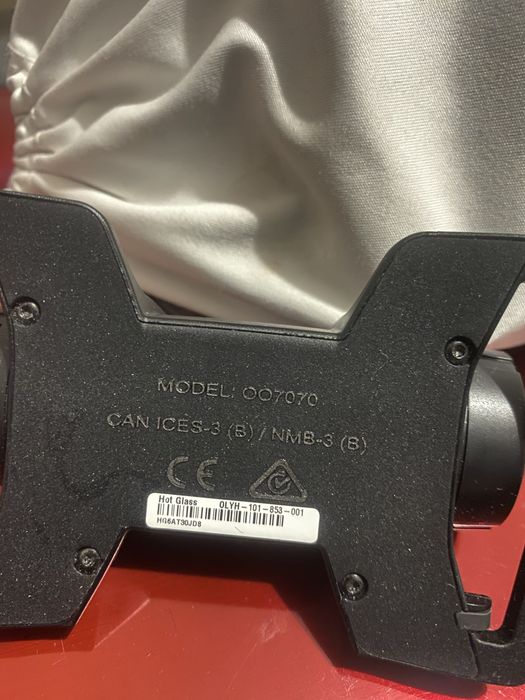 MODEL: OO7070
CAN ICES-3 (B) / NMB-3 (B)
CE
Hot Glass OLYH-101-853-001
HG6AT30JD8